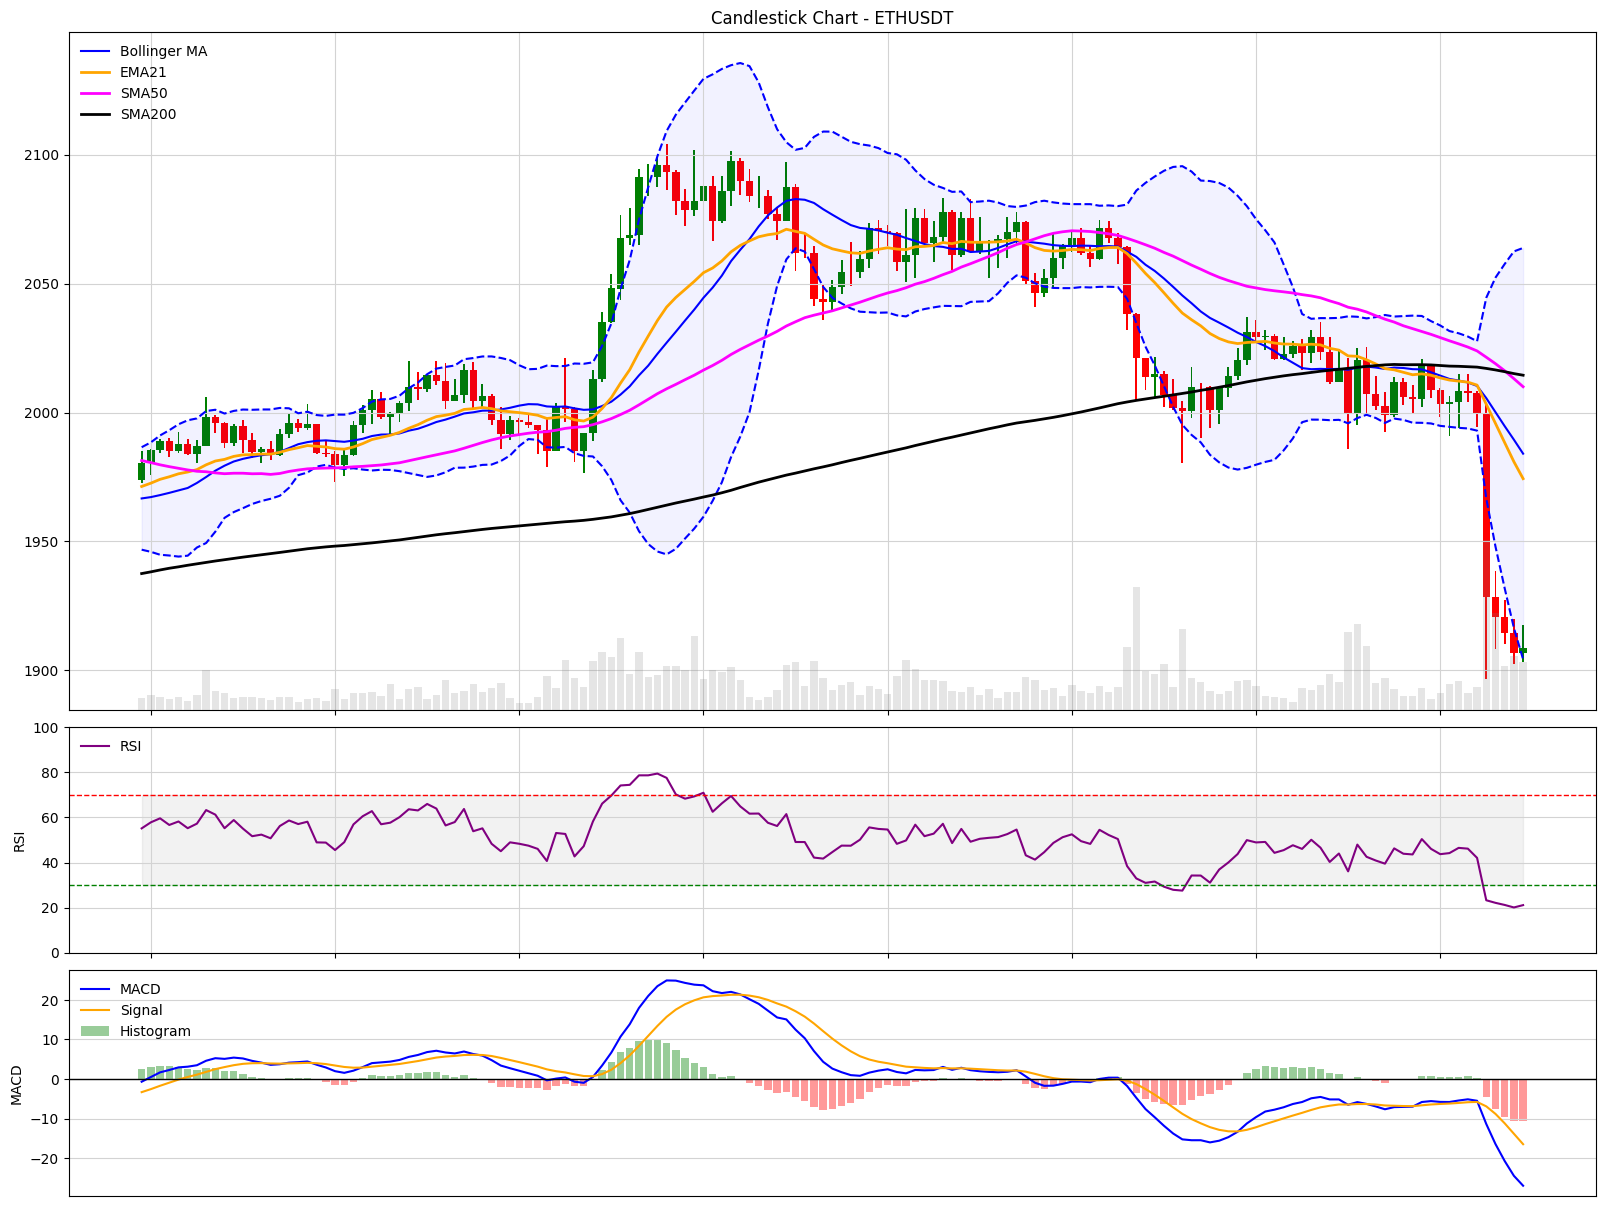 Candlestick Chart - ETHUSDT
Bollinger MA
EMA21
SMA50
SMA200
2100
2050
2000
1950
1900
100
80
60
40
20
0
RSI
RSI
20
10
0
−10
−20
MACD
MACD
Signal
Histogram